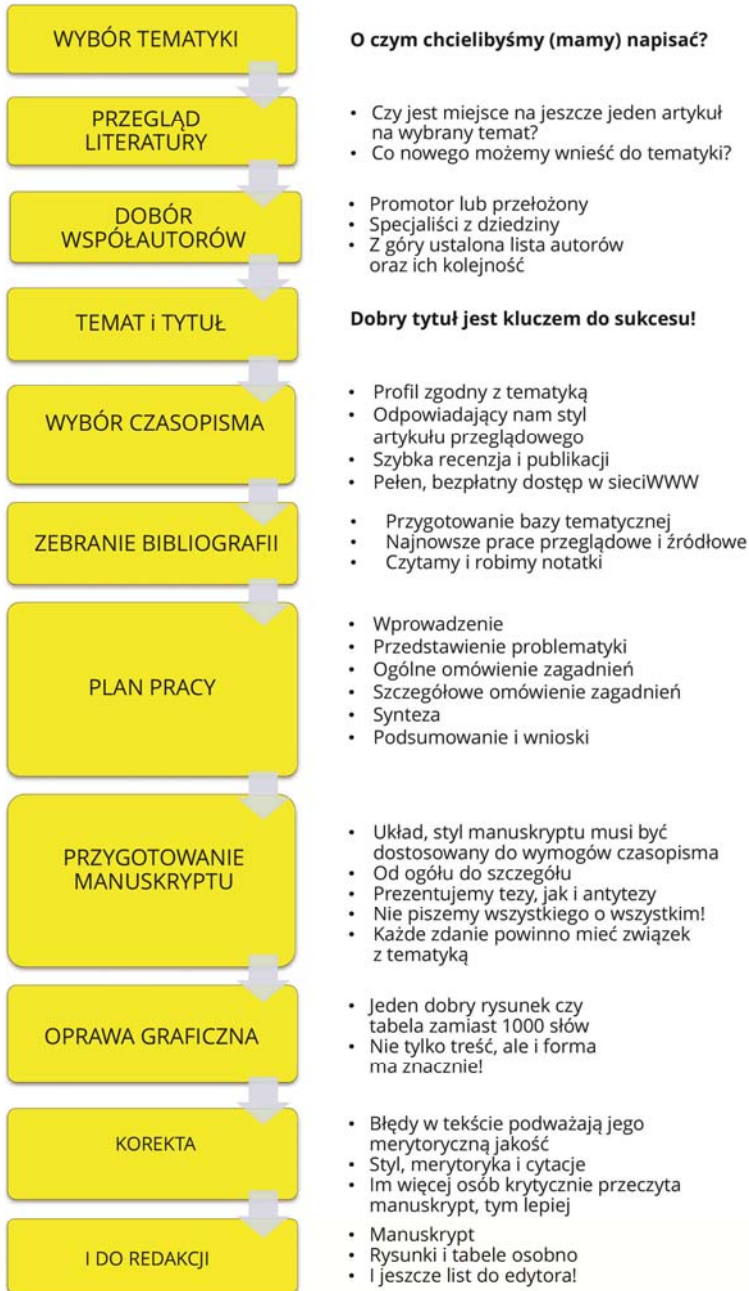 WYBÓR TEMATYKI
O czym chcielibyśmy (mamy) napisać?
PRZEGLĄD
LITERATURY
• Czy jest miejsce na jeszcze jeden artykuł
na wybrany temat?
• Co nowego możemy wnieść do tematyki?
DOBÓR
WSPÓŁAUTORÓW
• Promotor lub przełożony
• Specjaliści z dziedziny
• Z góry ustalona lista autorów
oraz ich kolejność
TEMAT i TYTUŁ
Dobry tytuł jest kluczem do sukcesu!
WYBÓR CZASOPISMA
• Profil zgodny z tematyką
• Odpowiadający nam styl
artykułu przeglądowego
• Szybka recenzja i publikacji
• Pełen, bezpłatny dostęp w sieciWWW
ZEBRANIE BIBLIOGRAFII
• Przygotowanie bazy tematycznej
• Najnowsze prace przeglądowe i źródłowe
• Czytamy i robimy notatki
PLAN PRACY
• Wprowadzenie
• Przedstawienie problematyki
• Ogólne omówienie zagadnień
• Szczegółowe omówienie zagadnień
• Synteza
• Podsumowanie i wnioski
PRZYGOTOWANIE
MANUSKRYPTU
• Układ, styl manuskryptu musi być
dostosowany do wymogów czasopisma
• Od ogółu do szczegółu
• Prezentujemy tezy, jak i antytezy
• Nie piszemy wszystkiego o wszystkim!
• Każde zdanie powinno mieć związek
z tematyką
OPRAWA GRAFICZNA
• Jeden dobry rysunek czy
tabela zamiast 1000 słów
• Nie tylko treść, ale i forma
ma znacznie!
KOREKTA
• Błędy w tekście podważają jego
merytoryczną jakość
• Styl, merytoryka i cytacje
• Im więcej osób krytycznie przeczyta
manuskrypt, tym lepiej
I DO REDAKCJI
• Manuskrypt
• Rysunki i tabele osobno
• I jeszcze list do edytora!